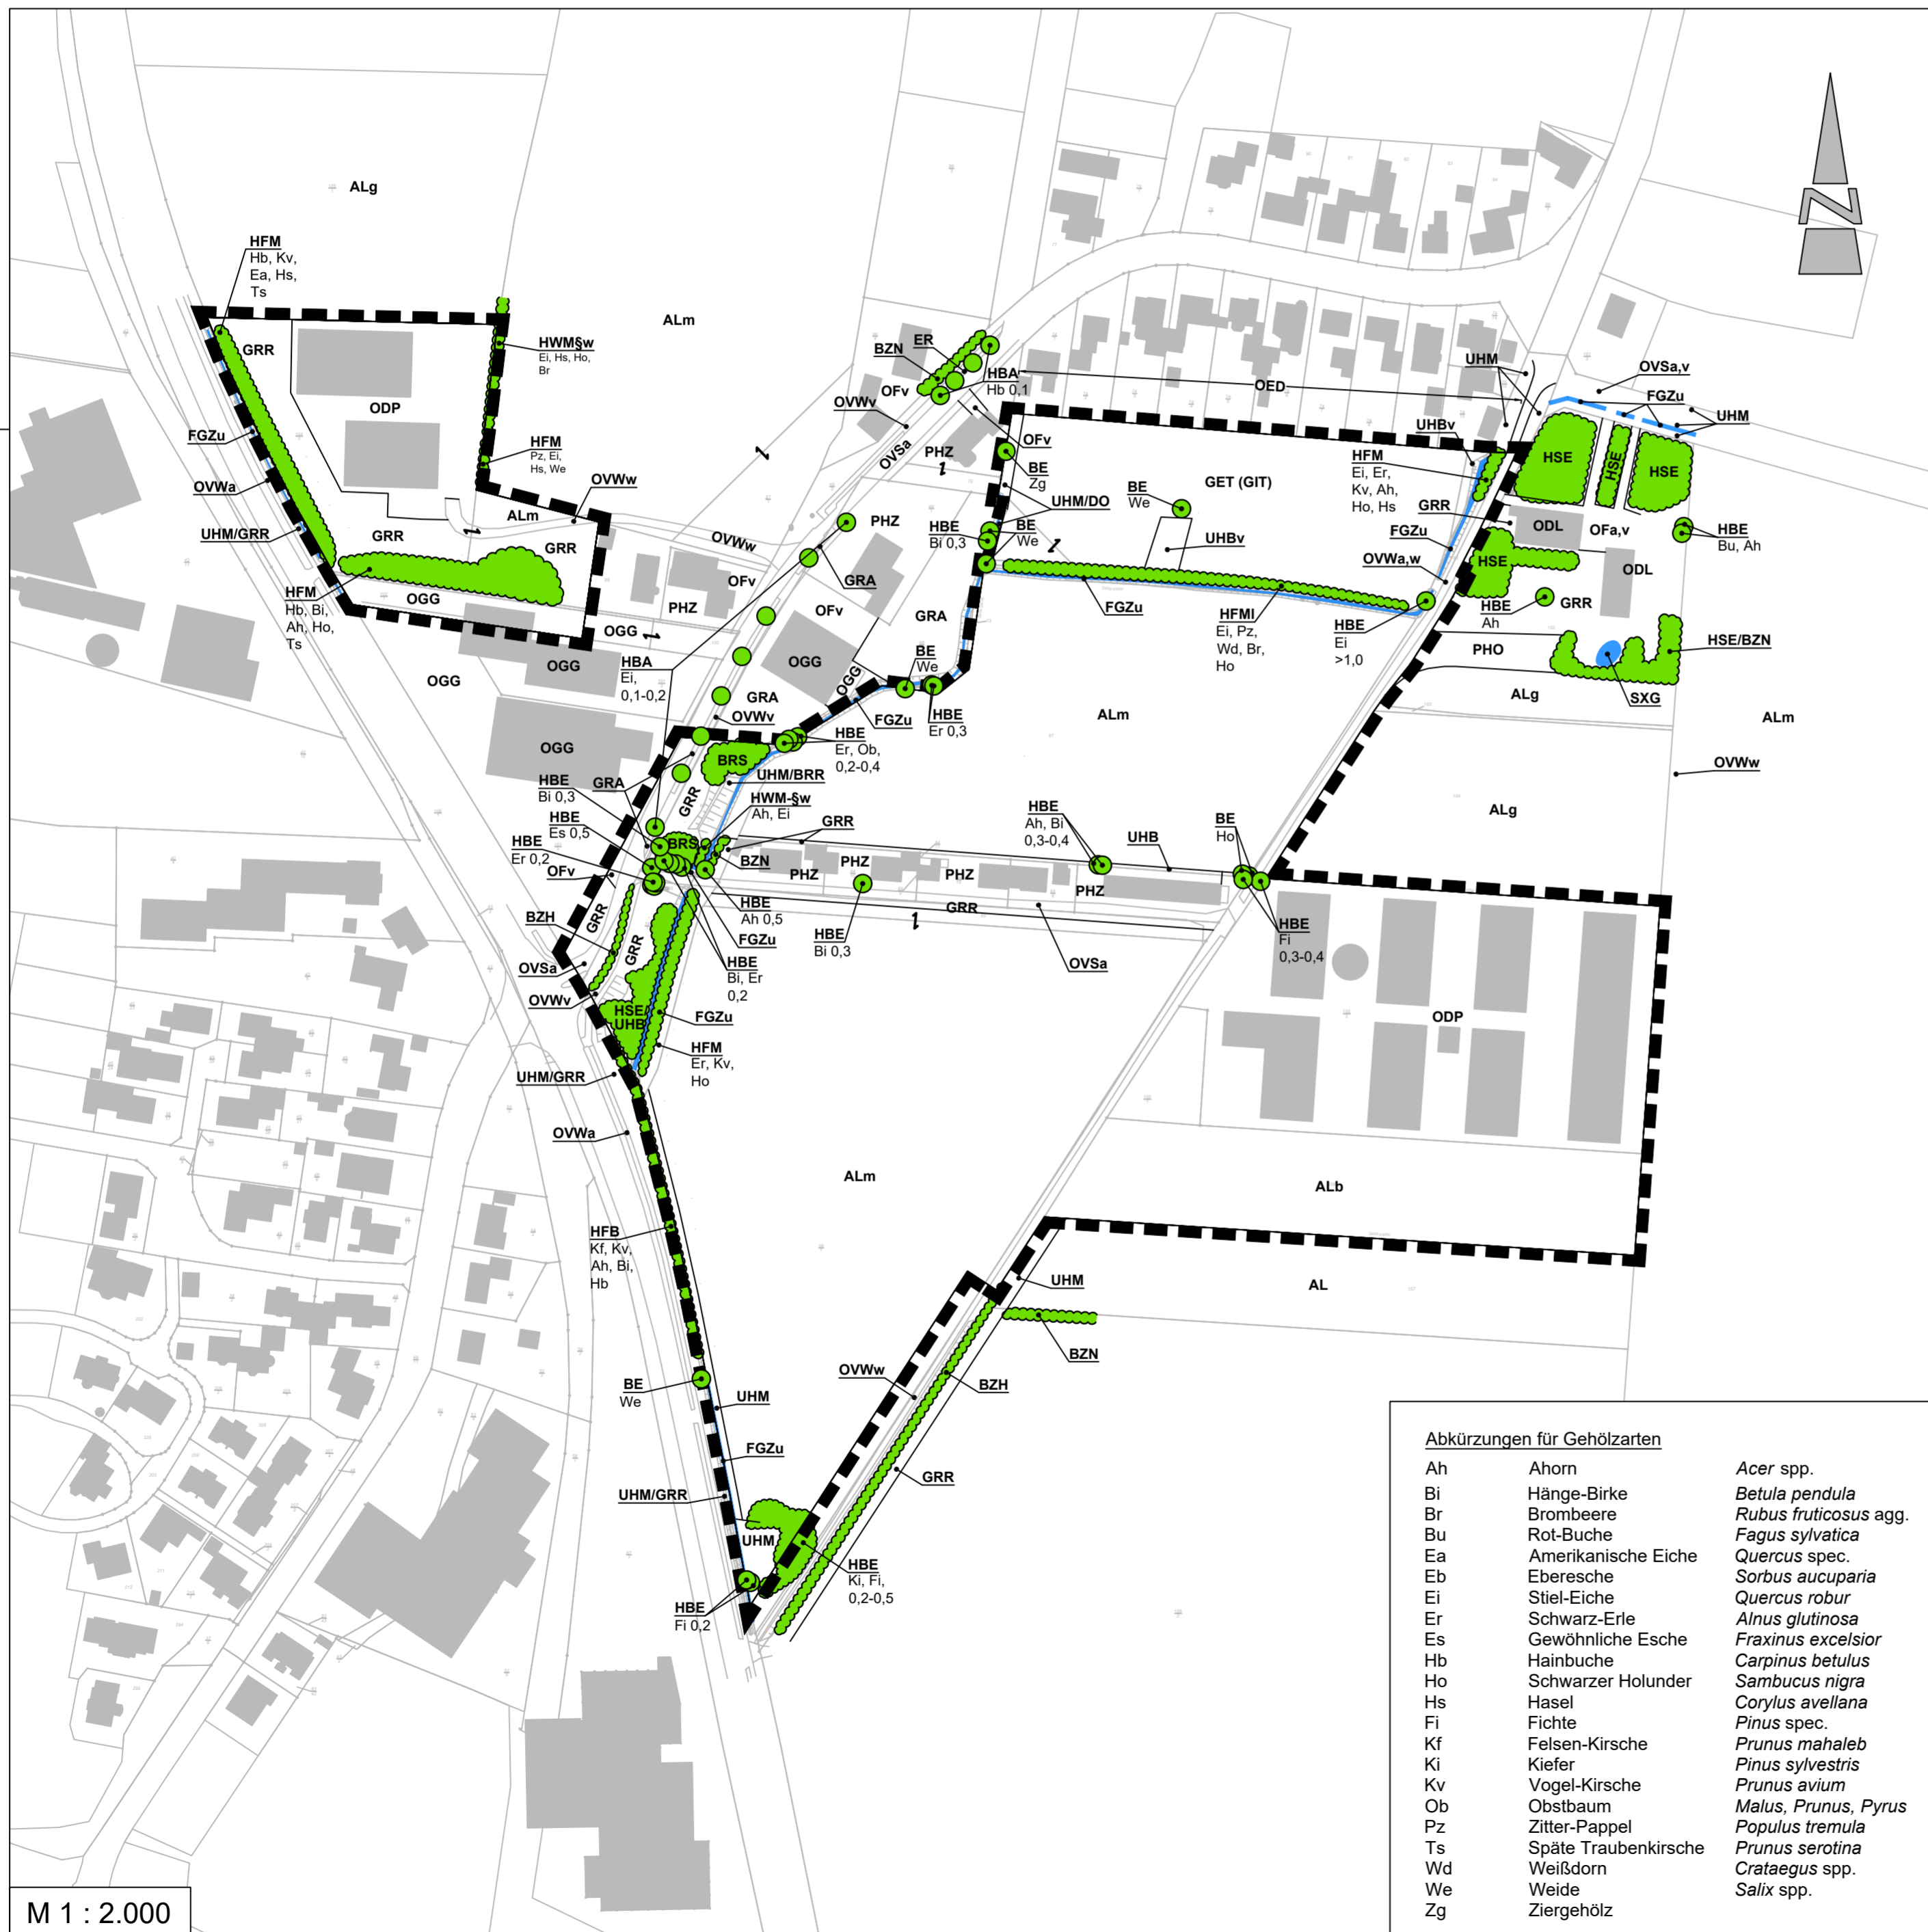 ALg
HFM
Hb, Kv,
Ea, Hs,
Ts
GRR
ODP
FGZu
OVWa
UHM/GRR
HWM§w
Ei, Hs, Ho,
Br
HFM
Pz, Ei,
Hs, We
OVWw
ALm
GRR
GRR
OGG
HFM
Hb, Bi,
Ah, Ho,
Ts
ALm
BZN
ER
OFv
HBA
Hb 0,1
OVWv
OVSa
PHZ
OFv
OED
UHM
OVSa,v
FGZu
UHM
UHBv
BE
Zg
UHM/DO
HBE
Bi 0,3
BE
We
BE
We
UHBv
GET (GIT)
HFM
Ei, Er,
Kv, Ah,
Ho, Hs
GRR
FGZu
OVWa,w
HSE
HSE
HSE
HSE
ODL
OFa,v
ODL
HBE
Bu, Ah
HBE
Ah
GRR
PHO
HSE/BZN
SXG
ALg
ALm
OVWw
ALg
OVWw
PHZ
OFv
PHZ
GRA
OFv
GRA
OGG
OGG
OGG
OGG
OGG
OGG
HBA
Ei,
0,1-0,2
GRA
OVWv
BE
We
FGZu
HBE
Er 0,3
FGZu
HFMl
Ei, Pz,
Wd, Br,
Ho
HBE
Ei
>1,0
ALm
HBE
Er, Ob,
0,2-0,4
BRS
UHM/BRR
HWM-§w
Ah, Ei
GRR
HBE
Bi 0,3
GRA
GRR
HBE
Es 0,5
HBE
Er 0,2
BRS
BZN
OFv
PHZ
PHZ
PHZ
PHZ
HBE
Ah, Bi
0,3-0,4
UHB
BE
Ho
GRR
GRR
GRR
BZH
HBE
Ah 0,5
FGZu
HBE
Bi, Er
0,2
HBE
Bi 0,3
OVSa
HBE
Fi
0,3-0,4
ODP
OVSa
OVWv
HSE/
UHB
FGZu
HFM
Er, Kv,
Ho
UHM/GRR
OVWa
ALm
ALb
HFB
Kf, Kv,
Ah, Bi,
Hb
UHM
AL
BZN
OVWw
BZH
BE
We
UHM
FGZu
GRR
UHM/GRR
UHM
HBE
Ki, Fi,
0,2-0,5
HBE
Fi 0,2
Abkürzungen für Gehölzarten
Ah Ahorn Acer spp.
Bi Hänge-Birke Betula pendula
Br Brombeere Rubus fruticosus agg.
Bu Rot-Buche Fagus sylvatica
Ea Amerikanische Eiche Quercus spec.
Eb Eberesche Sorbus aucuparia
Ei Stiel-Eiche Quercus robur
Er Schwarz-Erle Alnus glutinosa
Es Gewöhnliche Esche Fraxinus excelsior
Hb Hainbuche Carpinus betulus
Ho Schwarzer Holunder Sambucus nigra
Hs Hasel Corylus avellana
Fi Fichte Pinus spec.
Kf Felsen-Kirsche Prunus mahaleb
Ki Kiefer Pinus sylvestris
Kv Vogel-Kirsche Prunus avium
Ob Obstbaum Malus, Prunus, Pyrus
Pz Zitter-Pappel Populus tremula
Ts Späte Traubenkirsche Prunus serotina
Wd Weißdorn Crataegus spp.
We Weide Salix spp.
Zg Ziergehölz
M 1 : 2.000